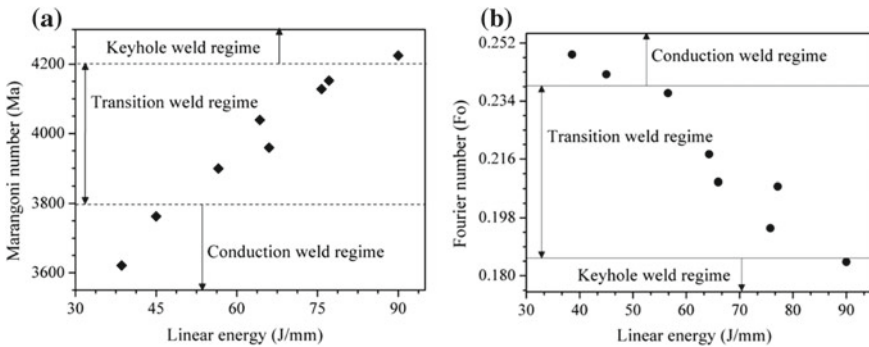 (a)
Keyhole weld regime
Transition weld regime
Conduction weld regime
Marangoni number (Ma)
4200
4000
3800
3600
30 45 60 75 90
Linear energy (J/mm)
(b)
Conduction weld regime
Transition weld regime
Keyhole weld regime
Fourier number (Fo)
0.252
0.234
0.216
0.198
0.180
30 40 50 60 70 80 90
Linear energy (J/mm)